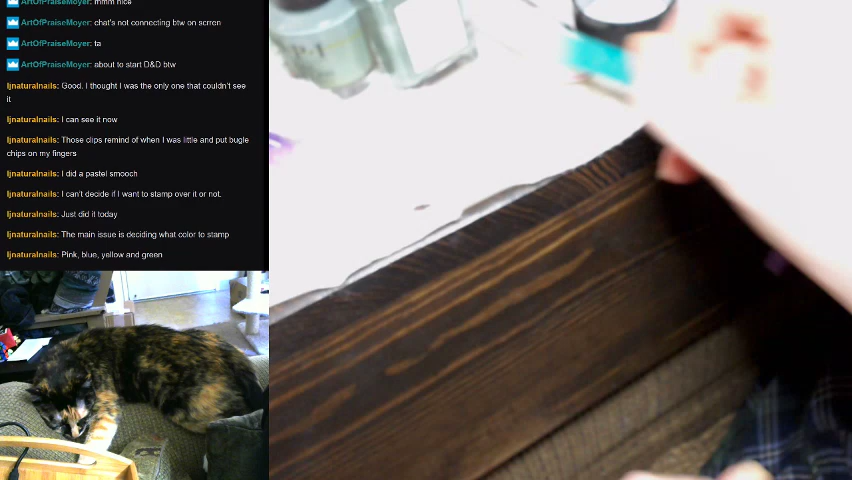 ArtOfPraiseMoyer: mmm nice
ArtOfPraiseMoyer: chat's not connecting btw on scrren
ArtOfPraiseMoyer: ta
ArtOfPraiseMoyer: about to start D&D btw
ljnaturalnails: Good. I thought I was the only one that couldn't see
it
ljnaturalnails: I can see it now
ljnaturalnails: Those clips remind of when I was little and put bugle
chips on my fingers
ljnaturalnails: I did a pastel smooch
ljnaturalnails: I can't decide if I want to stamp over it or not.
ljnaturalnails: Just did it today
ljnaturalnails: The main issue is deciding what color to stamp
ljnaturalnails: Pink, blue, yellow and green